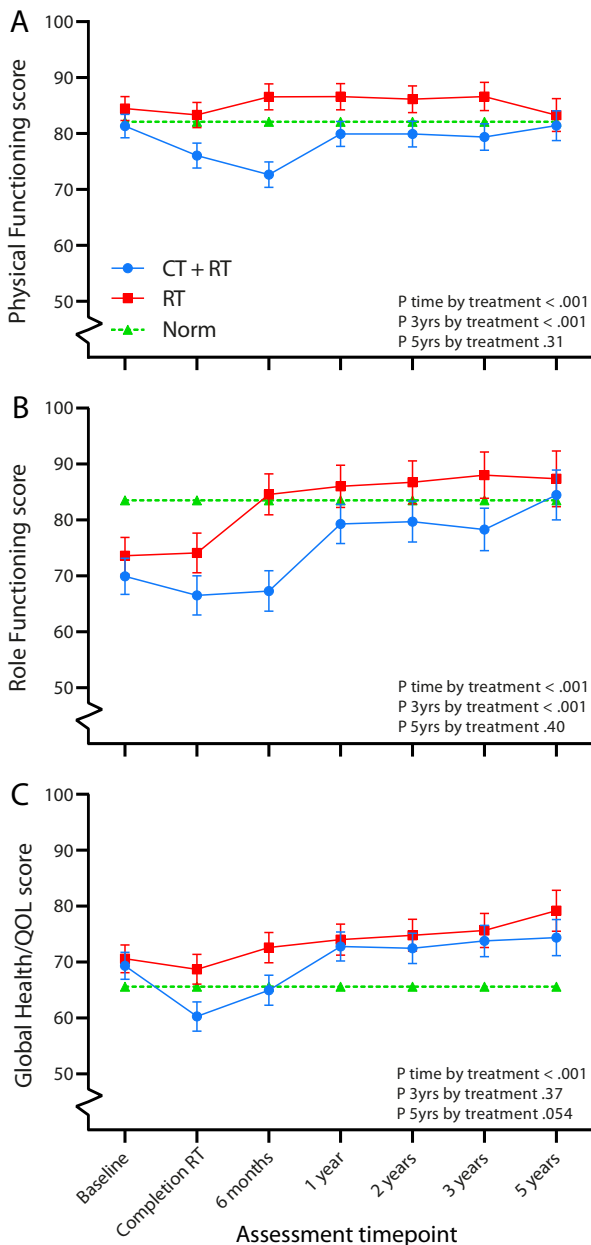 A
Physical Functioning score
100
90
80
70
60
50
CT + RT
RT
Norm
P time by treatment < .001
P 3yrs by treatment < .001
P 5yrs by treatment .31
B
Role Functioning score
100
90
80
70
60
50
P time by treatment < .001
P 3yrs by treatment < .001
P 5yrs by treatment .40
C
Global Health/QOL score
100
90
80
70
60
50
P time by treatment < .001
P 3yrs by treatment .37
P 5yrs by treatment .054
Baseline
Completion RT
6 months
1 year
2 years
3 years
5 years
Assessment timepoint